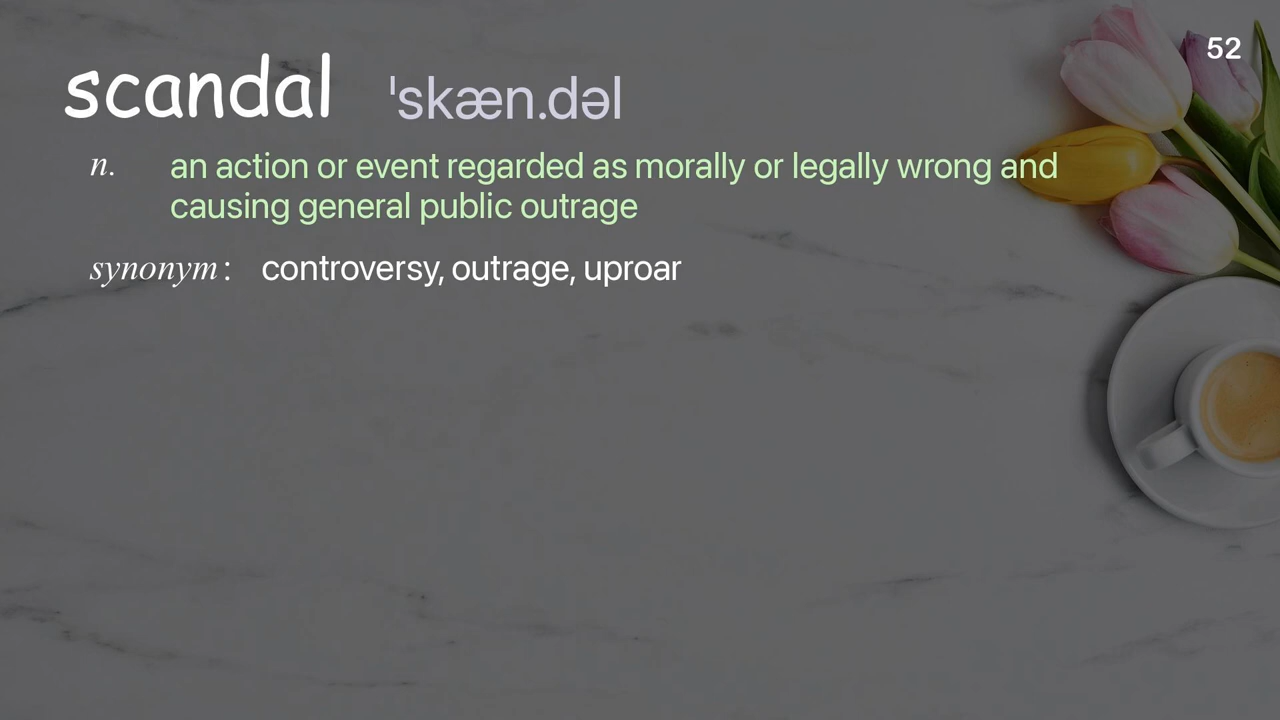 52
scandal ˈskæn.dəl
n. an action or event regarded as morally or legally wrong and
causing general public outrage
synonym: controversy, outrage, uproar